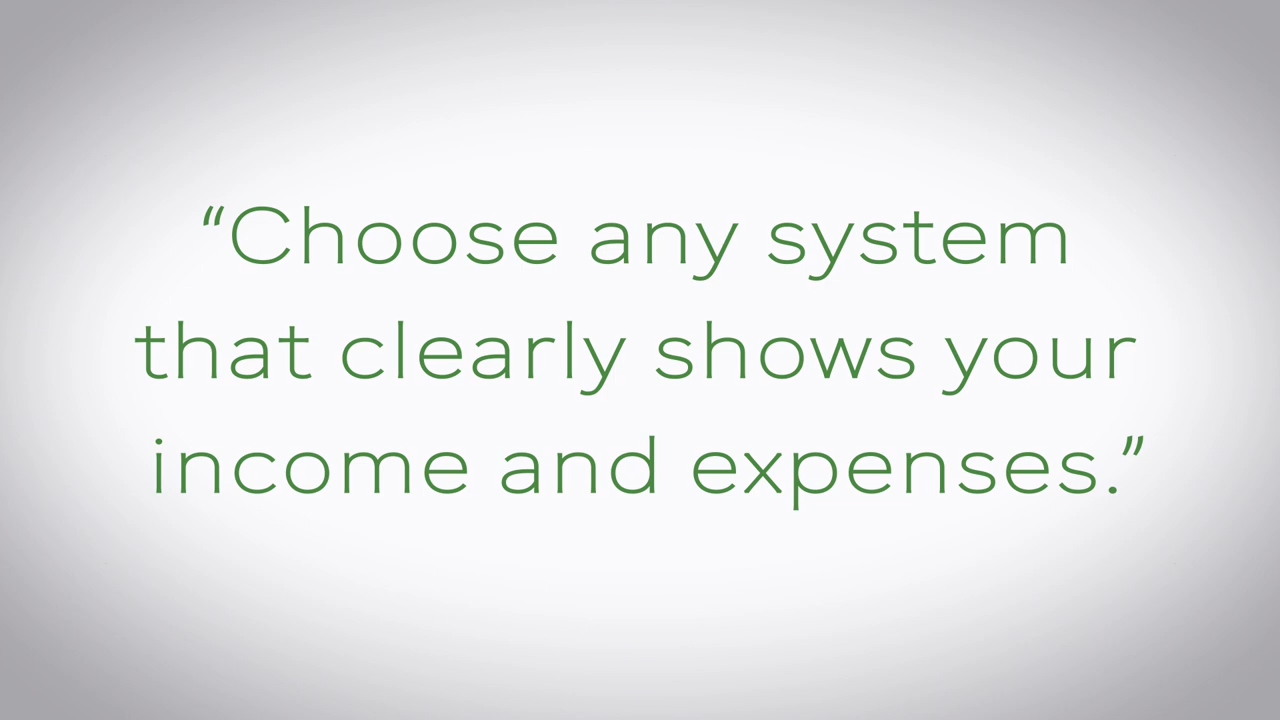 “Choose any system
that clearly shows your
income and expenses.”